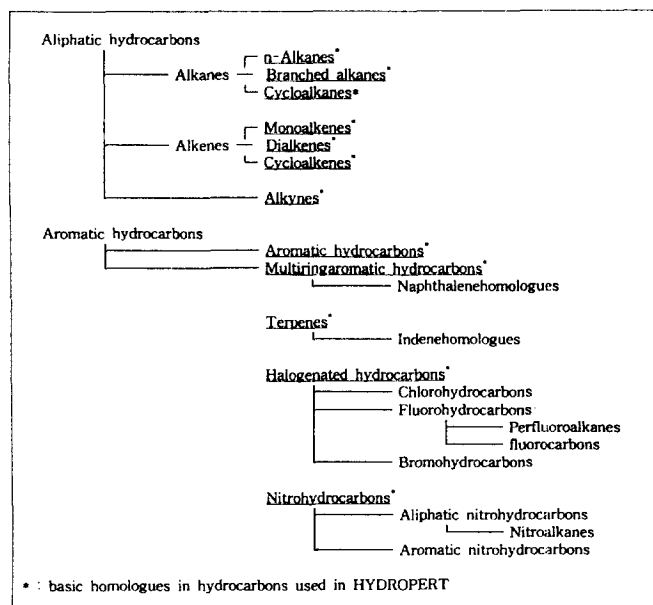 Aliphatic hydrocarbons
n-Alkanes*
Alkanes
Branched alkanes*
Cycloalkanes*
Monoalkenes*
Alkenes
Dialkenes*
Cycloalkenes*
Alkynes*
Aromatic hydrocarbons
Aromatic hydrocarbons*
Multiringaromatic hydrocarbons*
Naphthalenehomologues
Terpenes*
Indenehomologues
Halogenated hydrocarbons*
Chlorohydrocarbons
Fluorohydrocarbons
Perfluoroalkanes
fluorocarbons
Bromohydrocarbons
Nitrohydrocarbons*
Aliphatic nitrohydrocarbons
Nitroalkanes
Aromatic nitrohydrocarbons
* : basic homologues in hydrocarbons used in HYDROPERT